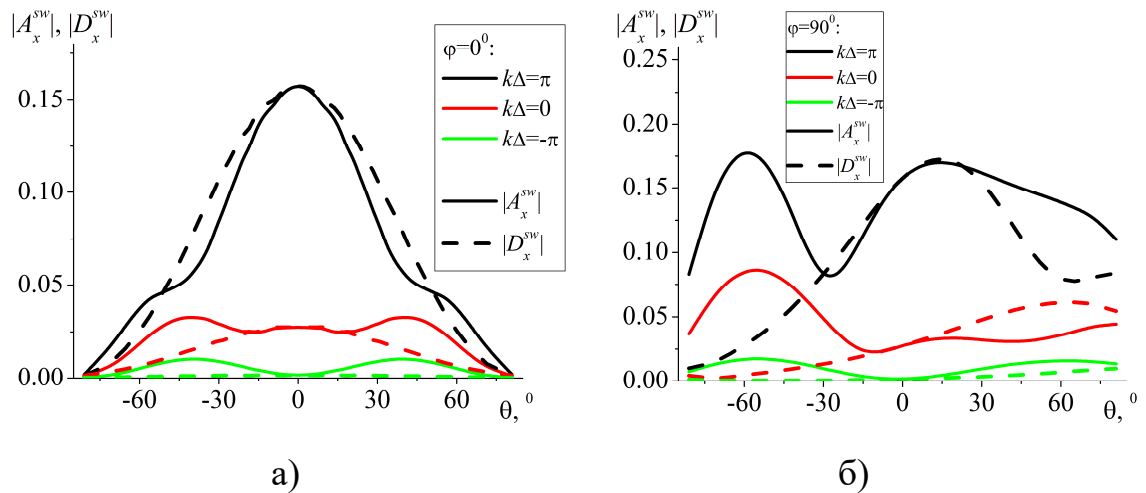 |A_x^{sw}|, |D_x^{sw}|
φ=0⁰:
kΔ=π
kΔ=0
kΔ=-π
|A_x^{sw}|
|D_x^{sw}|
0.15
0.10
0.05
0.00
-60 -30 0 30 60
θ, ⁰
а)
|A_x^{sw}|, |D_x^{sw}|
φ=90⁰:
kΔ=π
kΔ=0
kΔ=-π
|A_x^{sw}|
|D_x^{sw}|
0.25
0.20
0.15
0.10
0.05
0.00
-60 -30 0 30 60
θ, ⁰
б)